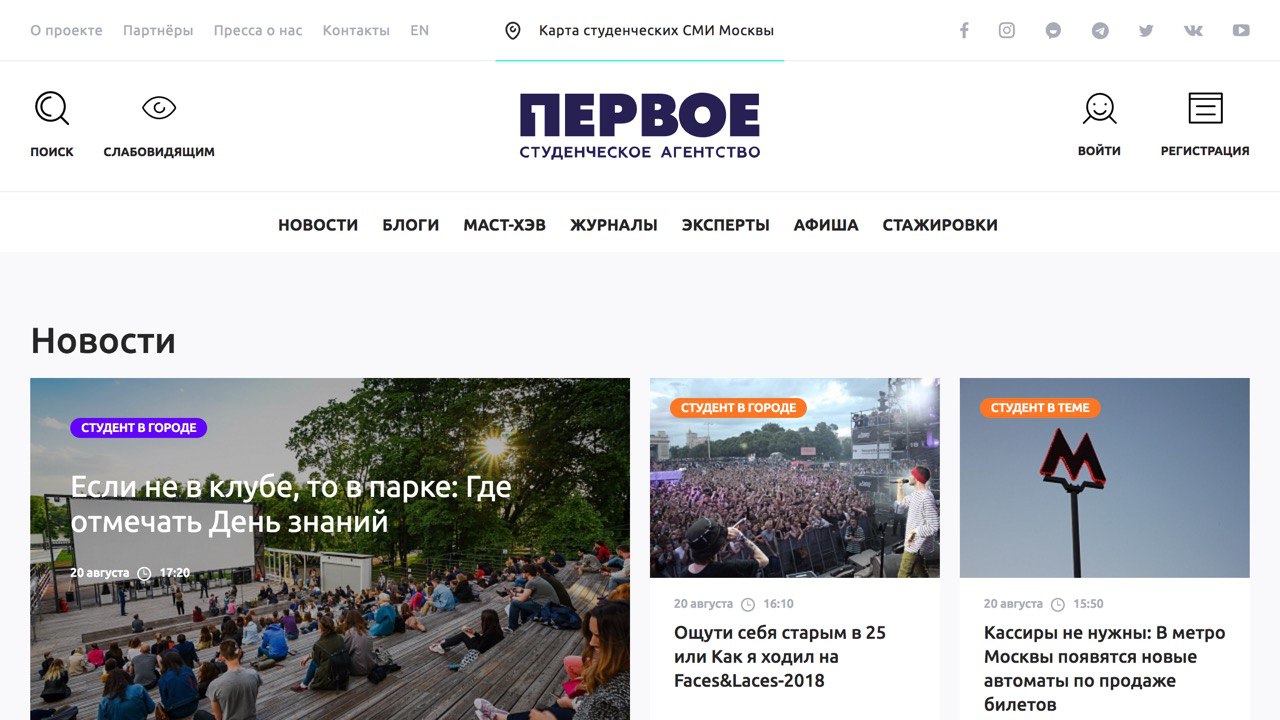 О проекте Партнёры Пресса о нас Контакты EN
Карта студенческих СМИ Москвы
ПОИСК СЛАБОВИДЯЩИМ
ПЕРВОЕ
СТУДЕНЧЕСКОЕ АГЕНТСТВО
ВОЙТИ РЕГИСТРАЦИЯ
НОВОСТИ БЛОГИ МАСТ-ХЭВ ЖУРНАЛЫ ЭКСПЕРТЫ АФИША СТАЖИРОВКИ
Новости
СТУДЕНТ В ГОРОДЕ
Если не в клубе, то в парке: Где
отмечать День знаний
20 августа 17:20
СТУДЕНТ В ГОРОДЕ
20 августа 16:10
Ощути себя старым в 25
или Как я ходил на
Faces&Laces-2018
СТУДЕНТ В ТЕМЕ
М
20 августа 15:50
Кассиры не нужны: В метро
Москвы появятся новые
автоматы по продаже
билетов